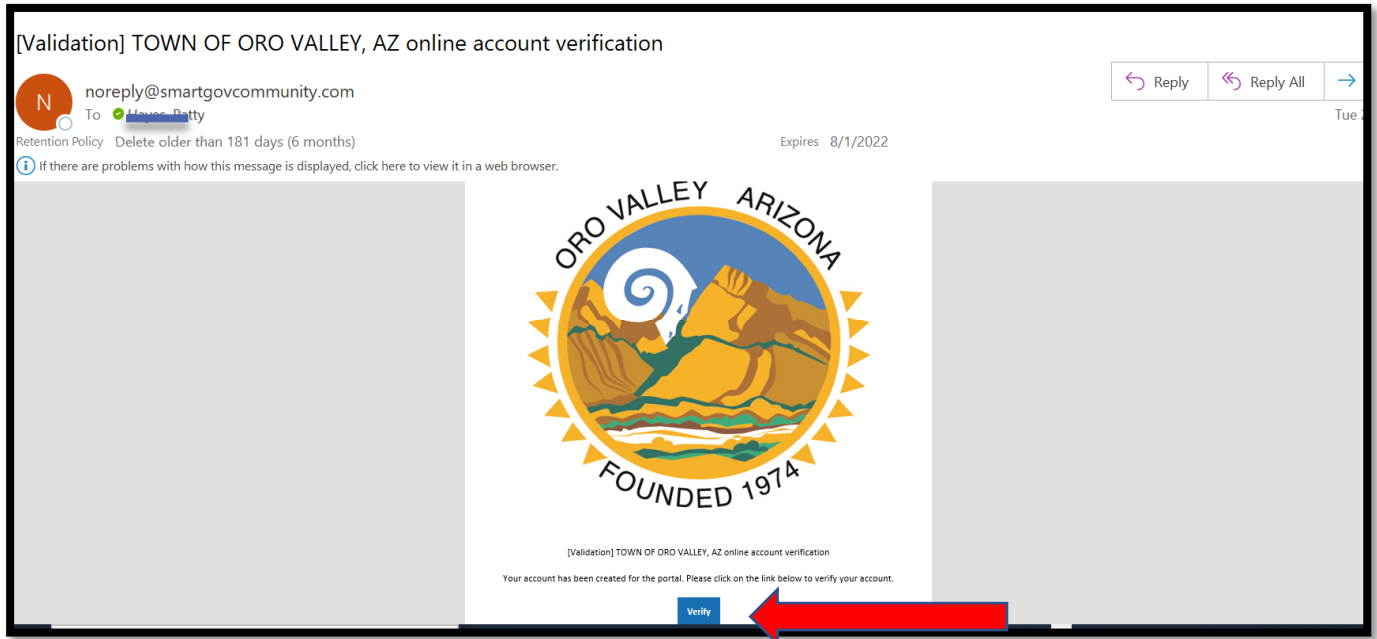 [Validation] TOWN OF ORO VALLEY, AZ online account verification
N
noreply@smartgovcommunity.com
Reply
Reply All
To
Tue
Retention Policy Delete older than 181 days (6 months)
Expires 8/1/2022
If there are problems with how this message is displayed, click here to view it in a web browser.
ORO VALLEY ARIZONA
FOUNDED 1974
[Validation] TOWN OF ORO VALLEY, AZ online account verification
Your account has been created for the portal. Please click on the link below to verify your account.
Verify